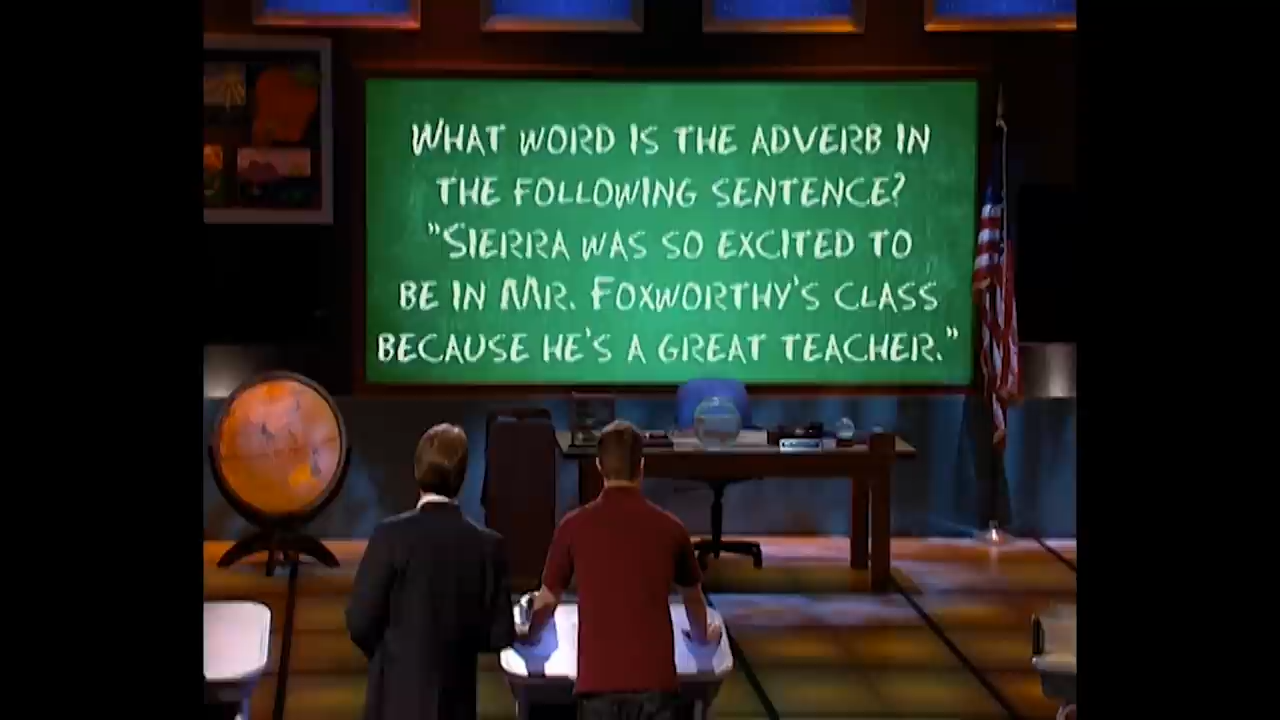 WHAT WORD IS THE ADVERB IN
THE FOLLOWING SENTENCE?
"SIERRA WAS SO EXCITED TO
BE IN MR. FOXWORTHY'S CLASS
BECAUSE HE'S A GREAT TEACHER."